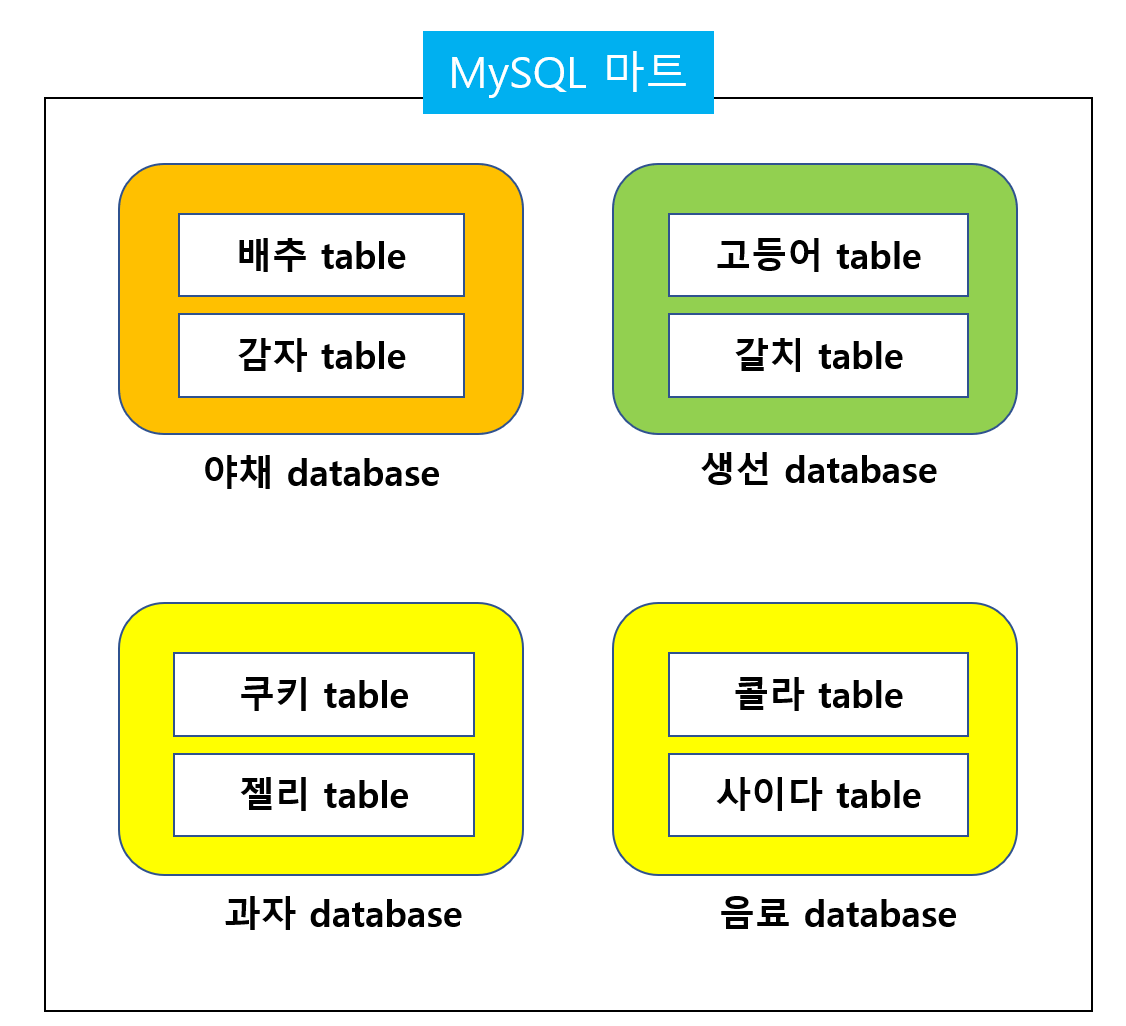 MySQL 마트
배추 table
감자 table
야채 database
고등어 table
갈치 table
생선 database
쿠키 table
젤리 table
과자 database
콜라 table
사이다 table
음료 database